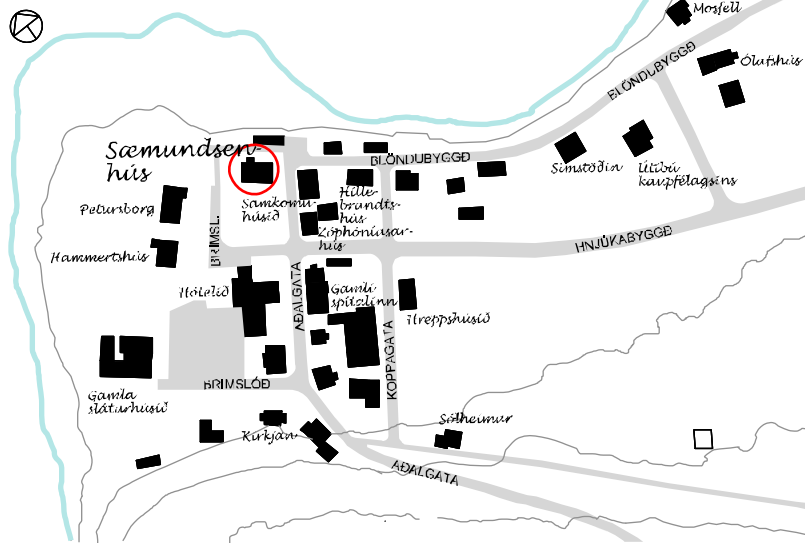 Mosfell
Ólafshús
BLÖNDUBYGGÐ
Sæmundsen-
hús
BLÖNDUBYGGÐ
Símstöðin
Útibú
kaupfélagsins
Pétursborg
Samkomu-
húsið
Hille-
brandts-
hús
Zóphóníasar-
hús
BRIMSL.
HNJÚKABYGGÐ
Hammertshús
Hótelið
AÐALGATA
Gamli
spítalinn
Hreppshúsið
KOPPAGATA
BRIMSLÓÐ
Gamla
sláturhúsið
Kirkjan
Sólheimar
AÐALGATA